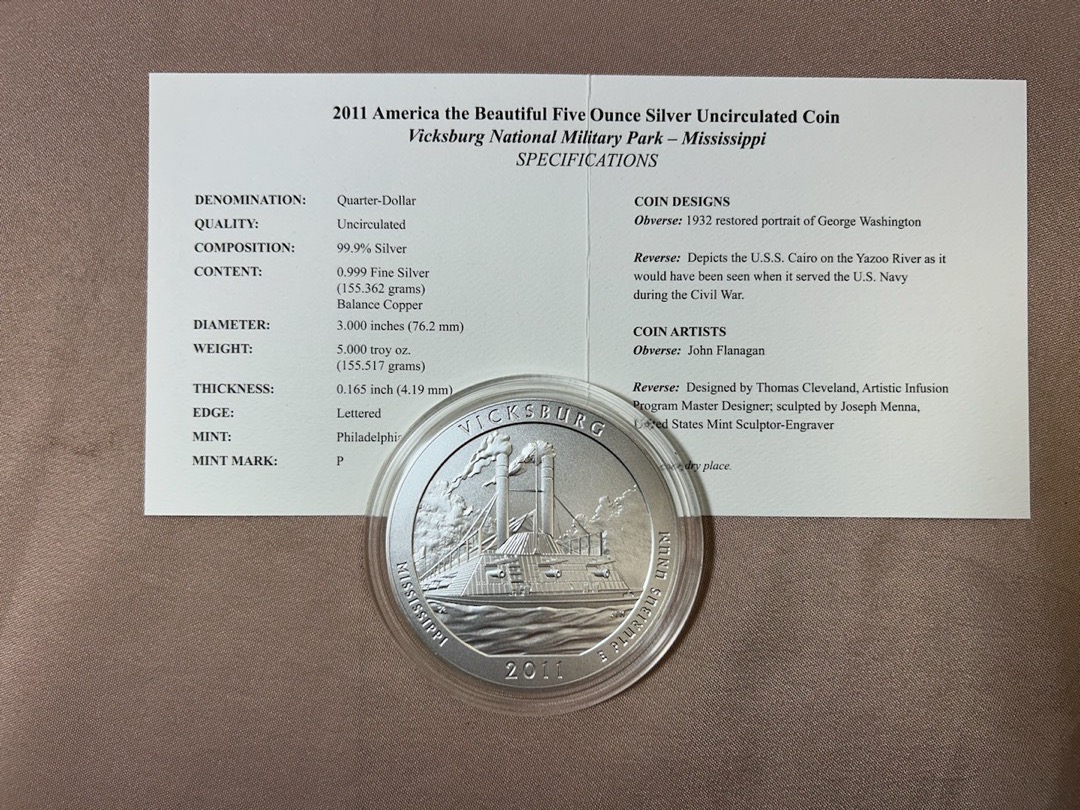 2011 America the Beautiful Five Ounce Silver Uncirculated Coin
Vicksburg National Military Park – Mississippi
SPECIFICATIONS
DENOMINATION: Quarter-Dollar
QUALITY: Uncirculated
COMPOSITION: 99.9% Silver
CONTENT: 0.999 Fine Silver
(155.362 grams)
Balance Copper
DIAMETER: 3.000 inches (76.2 mm)
WEIGHT: 5.000 troy oz.
(155.517 grams)
THICKNESS: 0.165 inch (4.19 mm)
EDGE: Lettered
MINT:
MINT MARK: P
COIN DESIGNS
Obverse: 1932 restored portrait of George Washington
Reverse: Depicts the U.S.S. Cairo on the Yazoo River as it
would have been seen when it served the U.S. Navy
during the Civil War.
COIN ARTISTS
Obverse: John Flanagan
Reverse: Designed by Thomas Cleveland, Artistic Infusion
Program Master Designer; sculpted by Joseph Menna,
States Mint Sculptor-Engraver
dry place.
VICKSBURG
MISSISSIPPI
2011
E PLURIBUS UNUM